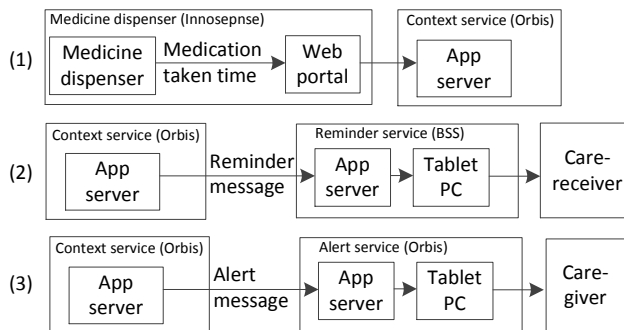 Medicine dispenser (Innosepnse)
Context service (Orbis)
(1)
Medicine
dispenser
Medication
taken time
Web
portal
App
server
Context service (Orbis)
Reminder service (BSS)
(2)
App
server
Reminder
message
App
server
Tablet
PC
Care-
receiver
Context service (Orbis)
Alert service (Orbis)
(3)
App
server
Alert
message
App
server
Tablet
PC
Care-
giver